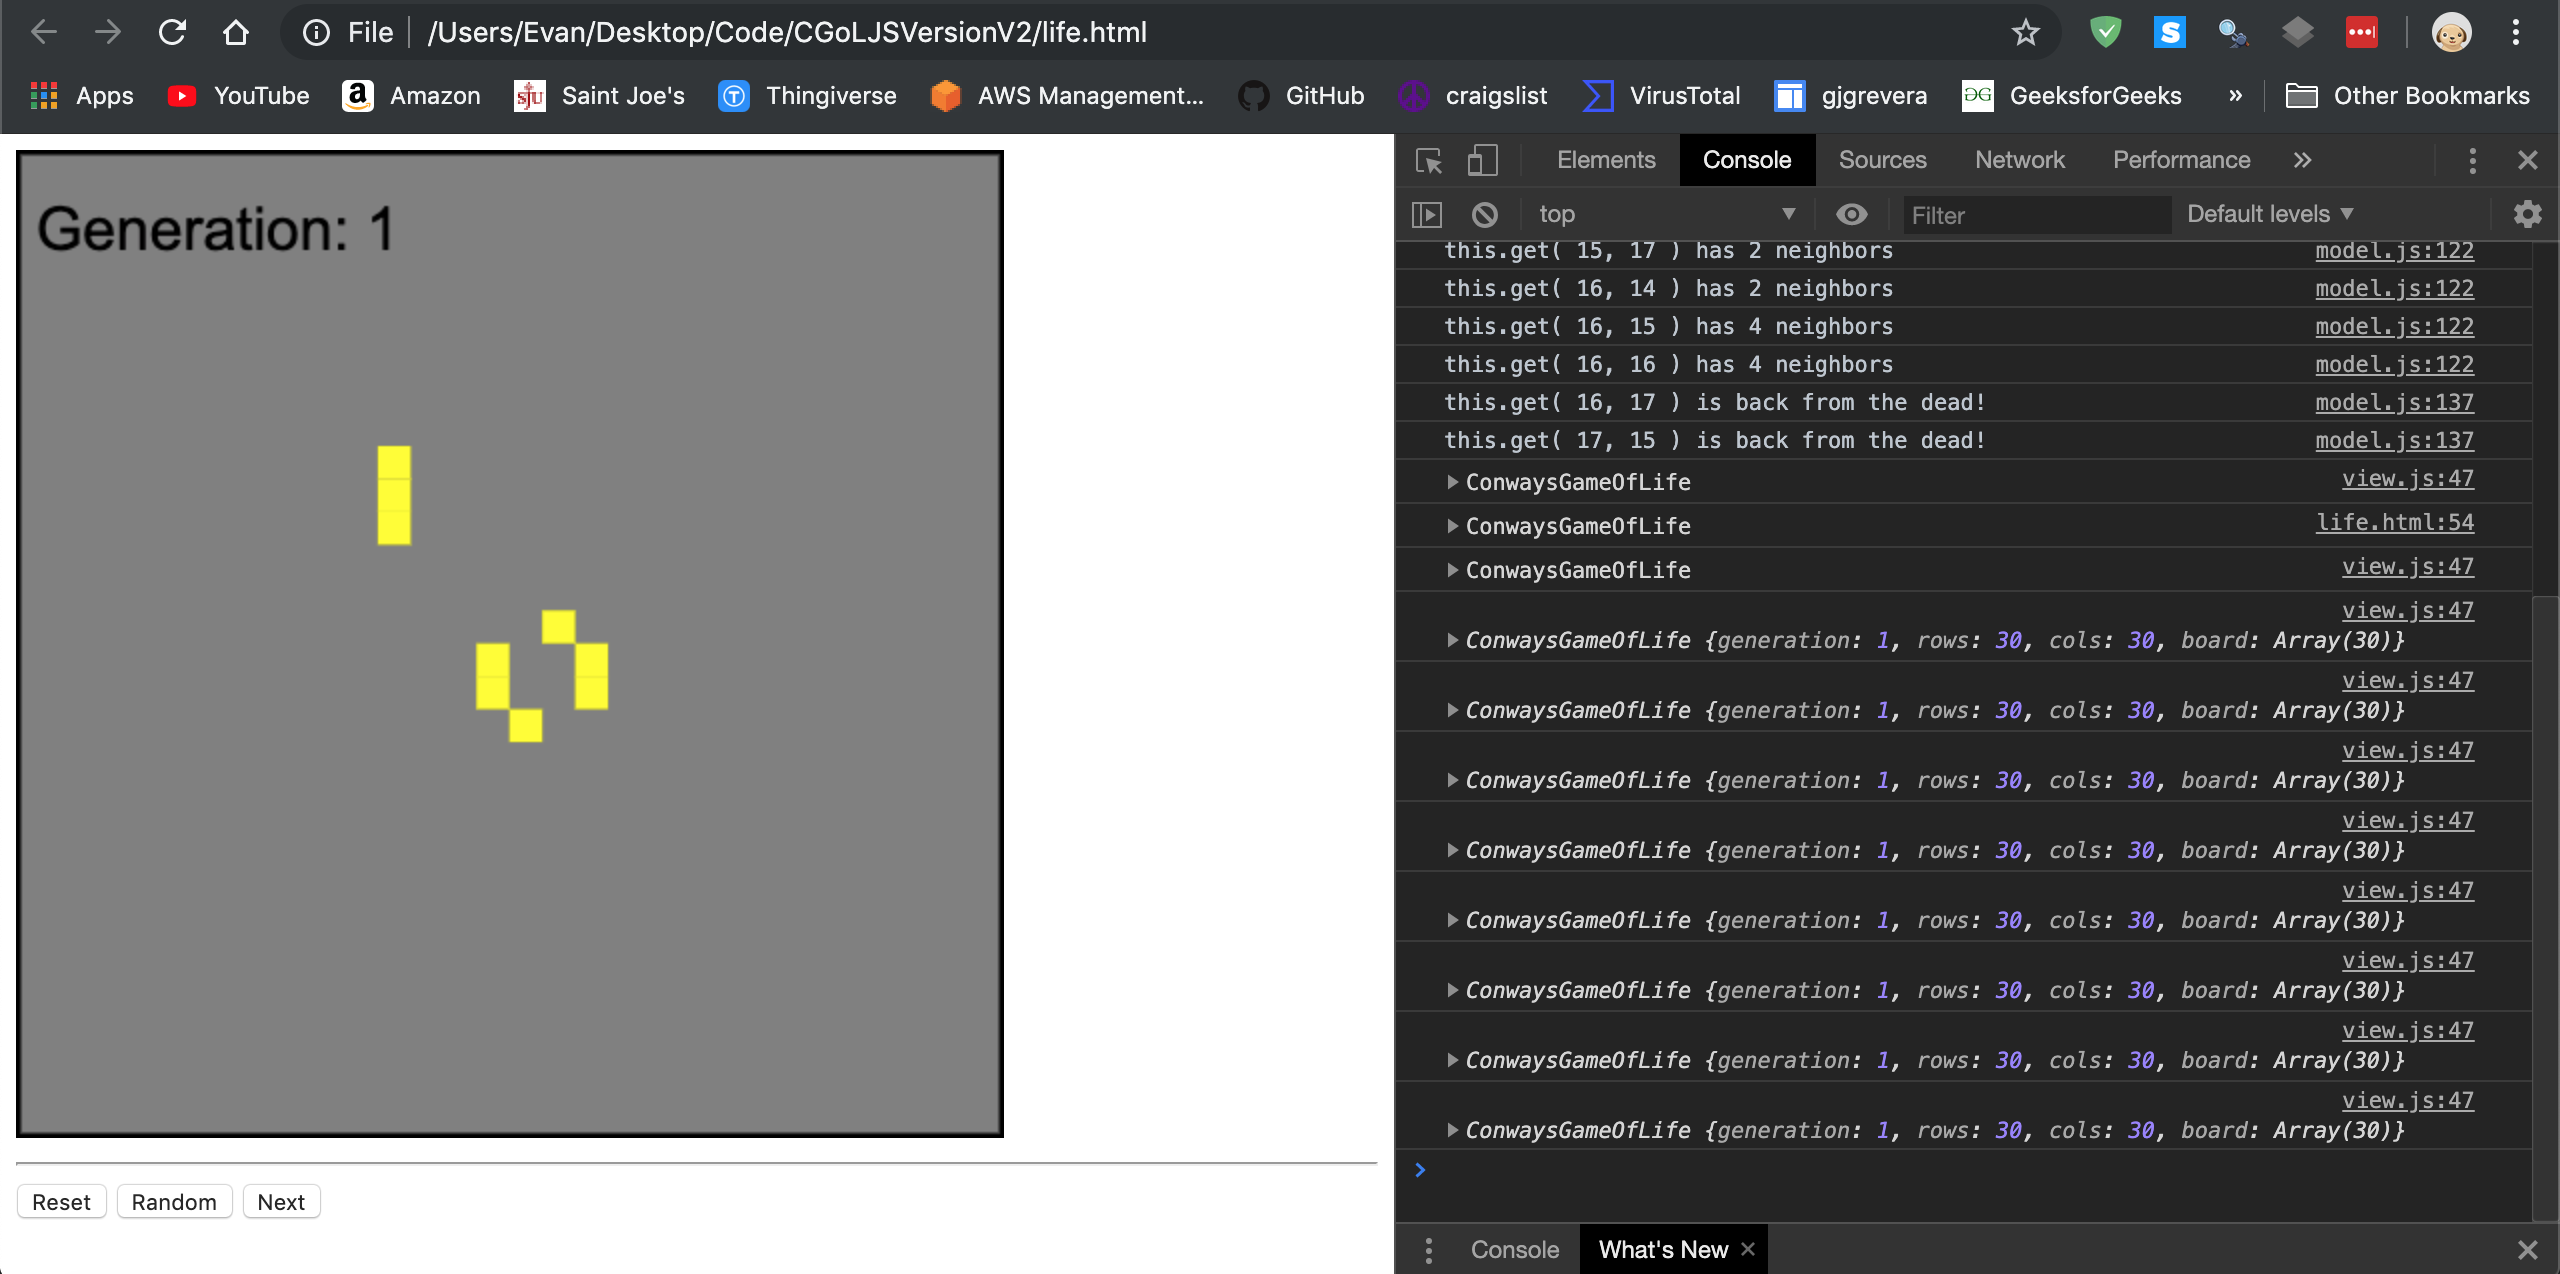 File /Users/Evan/Desktop/Code/CGoLJSVersionV2/life.html
Apps YouTube Amazon Saint Joe's Thingiverse AWS Management... GitHub craigslist VirusTotal gjgrevera GeeksforGeeks » Other Bookmarks
Generation: 1
Reset Random Next
Elements Console Sources Network Performance »
top Filter Default levels
this.get( 15, 17 ) has 2 neighbors model.js:122
this.get( 16, 14 ) has 2 neighbors model.js:122
this.get( 16, 15 ) has 4 neighbors model.js:122
this.get( 16, 16 ) has 4 neighbors model.js:122
this.get( 16, 17 ) is back from the dead! model.js:137
this.get( 17, 15 ) is back from the dead! model.js:137
ConwaysGameOfLife view.js:47
ConwaysGameOfLife life.html:54
ConwaysGameOfLife view.js:47
view.js:47
ConwaysGameOfLife {generation: 1, rows: 30, cols: 30, board: Array(30)}
view.js:47
ConwaysGameOfLife {generation: 1, rows: 30, cols: 30, board: Array(30)}
view.js:47
ConwaysGameOfLife {generation: 1, rows: 30, cols: 30, board: Array(30)}
view.js:47
ConwaysGameOfLife {generation: 1, rows: 30, cols: 30, board: Array(30)}
view.js:47
ConwaysGameOfLife {generation: 1, rows: 30, cols: 30, board: Array(30)}
view.js:47
ConwaysGameOfLife {generation: 1, rows: 30, cols: 30, board: Array(30)}
view.js:47
ConwaysGameOfLife {generation: 1, rows: 30, cols: 30, board: Array(30)}
view.js:47
ConwaysGameOfLife {generation: 1, rows: 30, cols: 30, board: Array(30)}
Console What's New